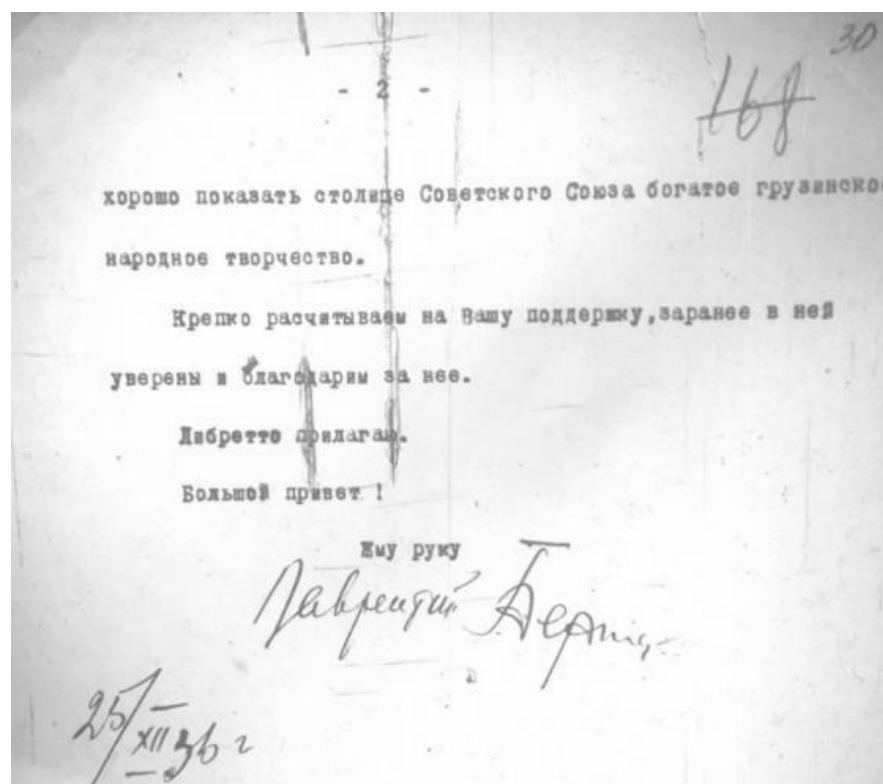 30
168
- 2 -
хорошо показать столице Советского Союза богатое грузинское
народное творчество.
Крепко расчитываем на Вашу поддержку,заранее в ней
уверены и благодарим за нее.
Либретто прилагаю.
Большой привет !
Жму руку
Лаврентий Берия
25/XII 36 г